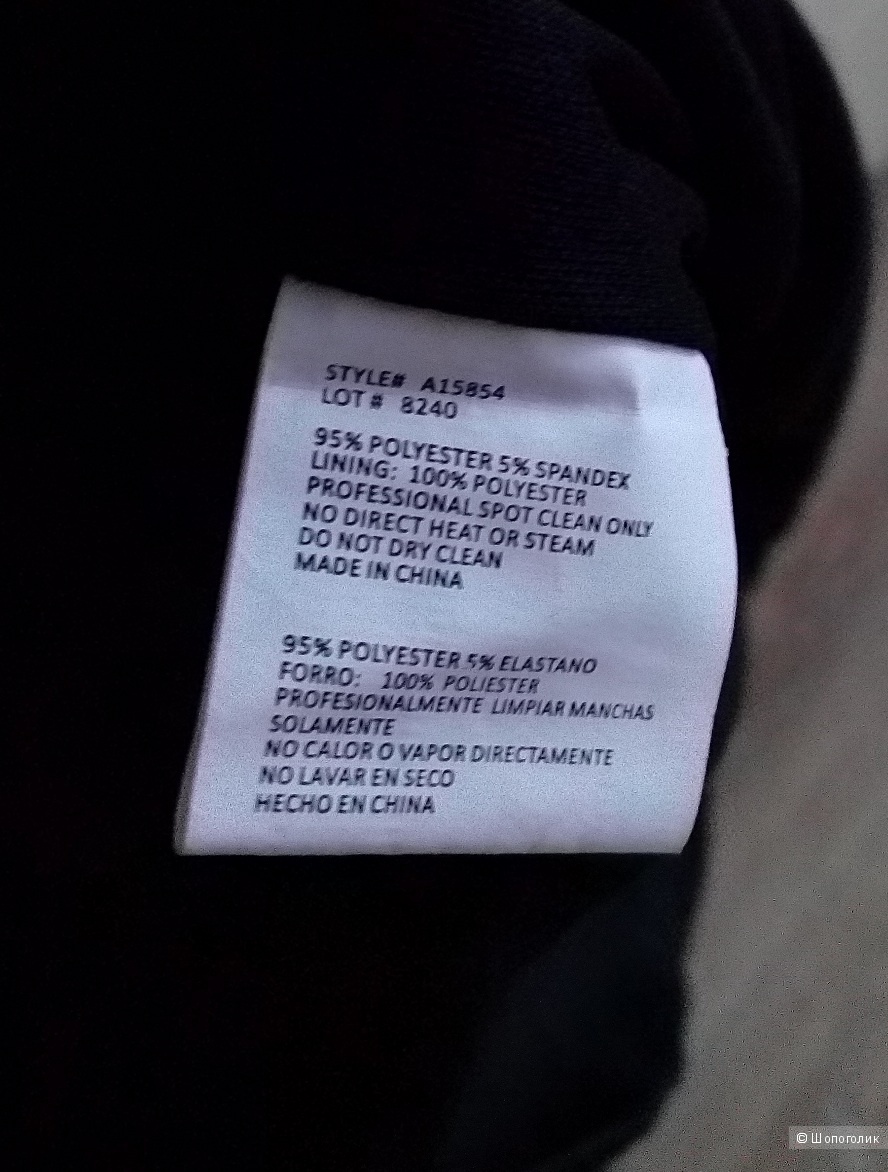 STYLE# A15854
LOT # 8240
95% POLYESTER 5% SPANDEX
LINING: 100% POLYESTER
PROFESSIONAL SPOT CLEAN ONLY
NO DIRECT HEAT OR STEAM
DO NOT DRY CLEAN
MADE IN CHINA
95% POLYESTER 5% ELASTANO
FORRO: 100% POLIESTER
PROFESIONALMENTE LIMPIAR MANCHAS
SOLAMENTE
NO CALOR O VAPOR DIRECTAMENTE
NO LAVAR EN SECO
HECHO EN CHINA
© Шопоголик